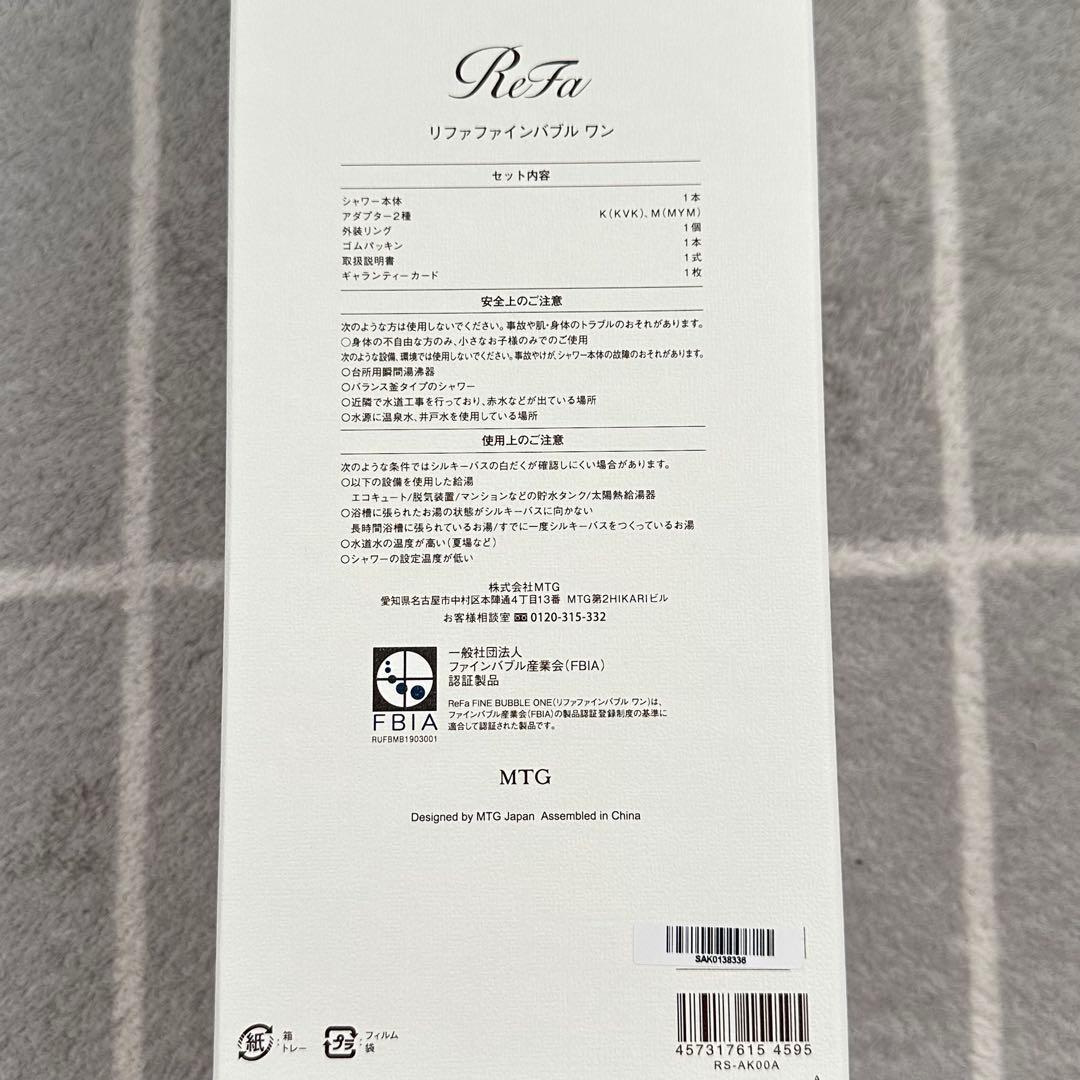 ReFa
リファファインバブル ワン
セット内容
シャワー本体 1本
アダプター2種 K(KVK)、M(MYM)
外装リング 1個
ゴムパッキン 1本
取扱説明書 1式
ギャランティーカード 1枚
安全上のご注意
次のような方は使用しないでください。事故や肌・身体のトラブルのおそれがあります。
○身体の不自由な方のみ、小さなお子様のみでのご使用
次のような設備、環境では使用しないでください。事故やけが、シャワー本体の故障のおそれがあります。
○台所用瞬間湯沸器
○バランス釜タイプのシャワー
○近隣で水道工事を行っており、赤水などが出ている場所
○水源に温泉水、井戸水を使用している場所
使用上のご注意
次のような条件ではシルキーバスの白だくが確認しにくい場合があります。
○以下の設備を使用した給湯
エコキュート/脱気装置/マンションなどの貯水タンク/太陽熱給湯器
○浴槽に張られたお湯の状態がシルキーバスに向かない
長時間浴槽に張られているお湯/すでに一度シルキーバスをつくっているお湯
○水道水の温度が高い(夏場など)
○シャワーの設定温度が低い
株式会社MTG
愛知県名古屋市中村区本陣通4丁目13番 MTG第2HIKARIビル
お客様相談室 0120-315-332
一般社団法人
ファインバブル産業会(FBIA)
認証製品
FBIA
RUFBMB1903001
ReFa FINE BUBBLE ONE(リファファインバブル ワン)は、
ファインバブル産業会(FBIA)の製品認証登録制度の基準に
適合して認証された製品です。
MTG
Designed by MTG Japan Assembled in China
SAK0138336
紙 : 箱
トレー
プラ : フィルム
袋
457317615 4595
RS-AK00A
A